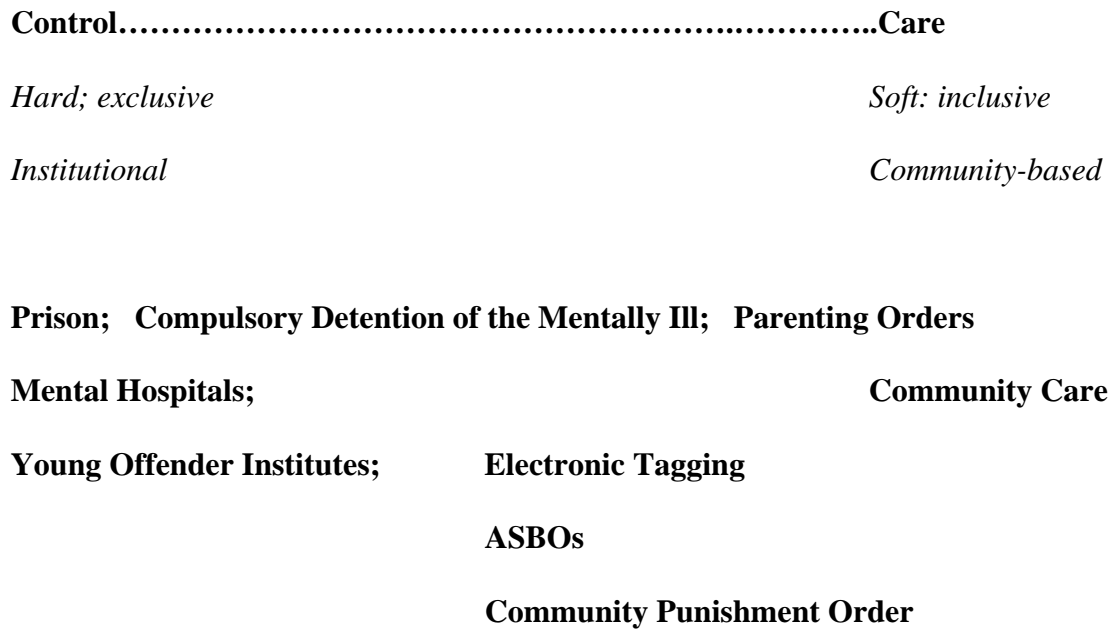 Control……………………………………………………….…………..Care
Hard; exclusive Soft: inclusive
Institutional Community-based
Prison; Compulsory Detention of the Mentally Ill; Parenting Orders
Mental Hospitals; Community Care
Young Offender Institutes; Electronic Tagging
ASBOs
Community Punishment Order